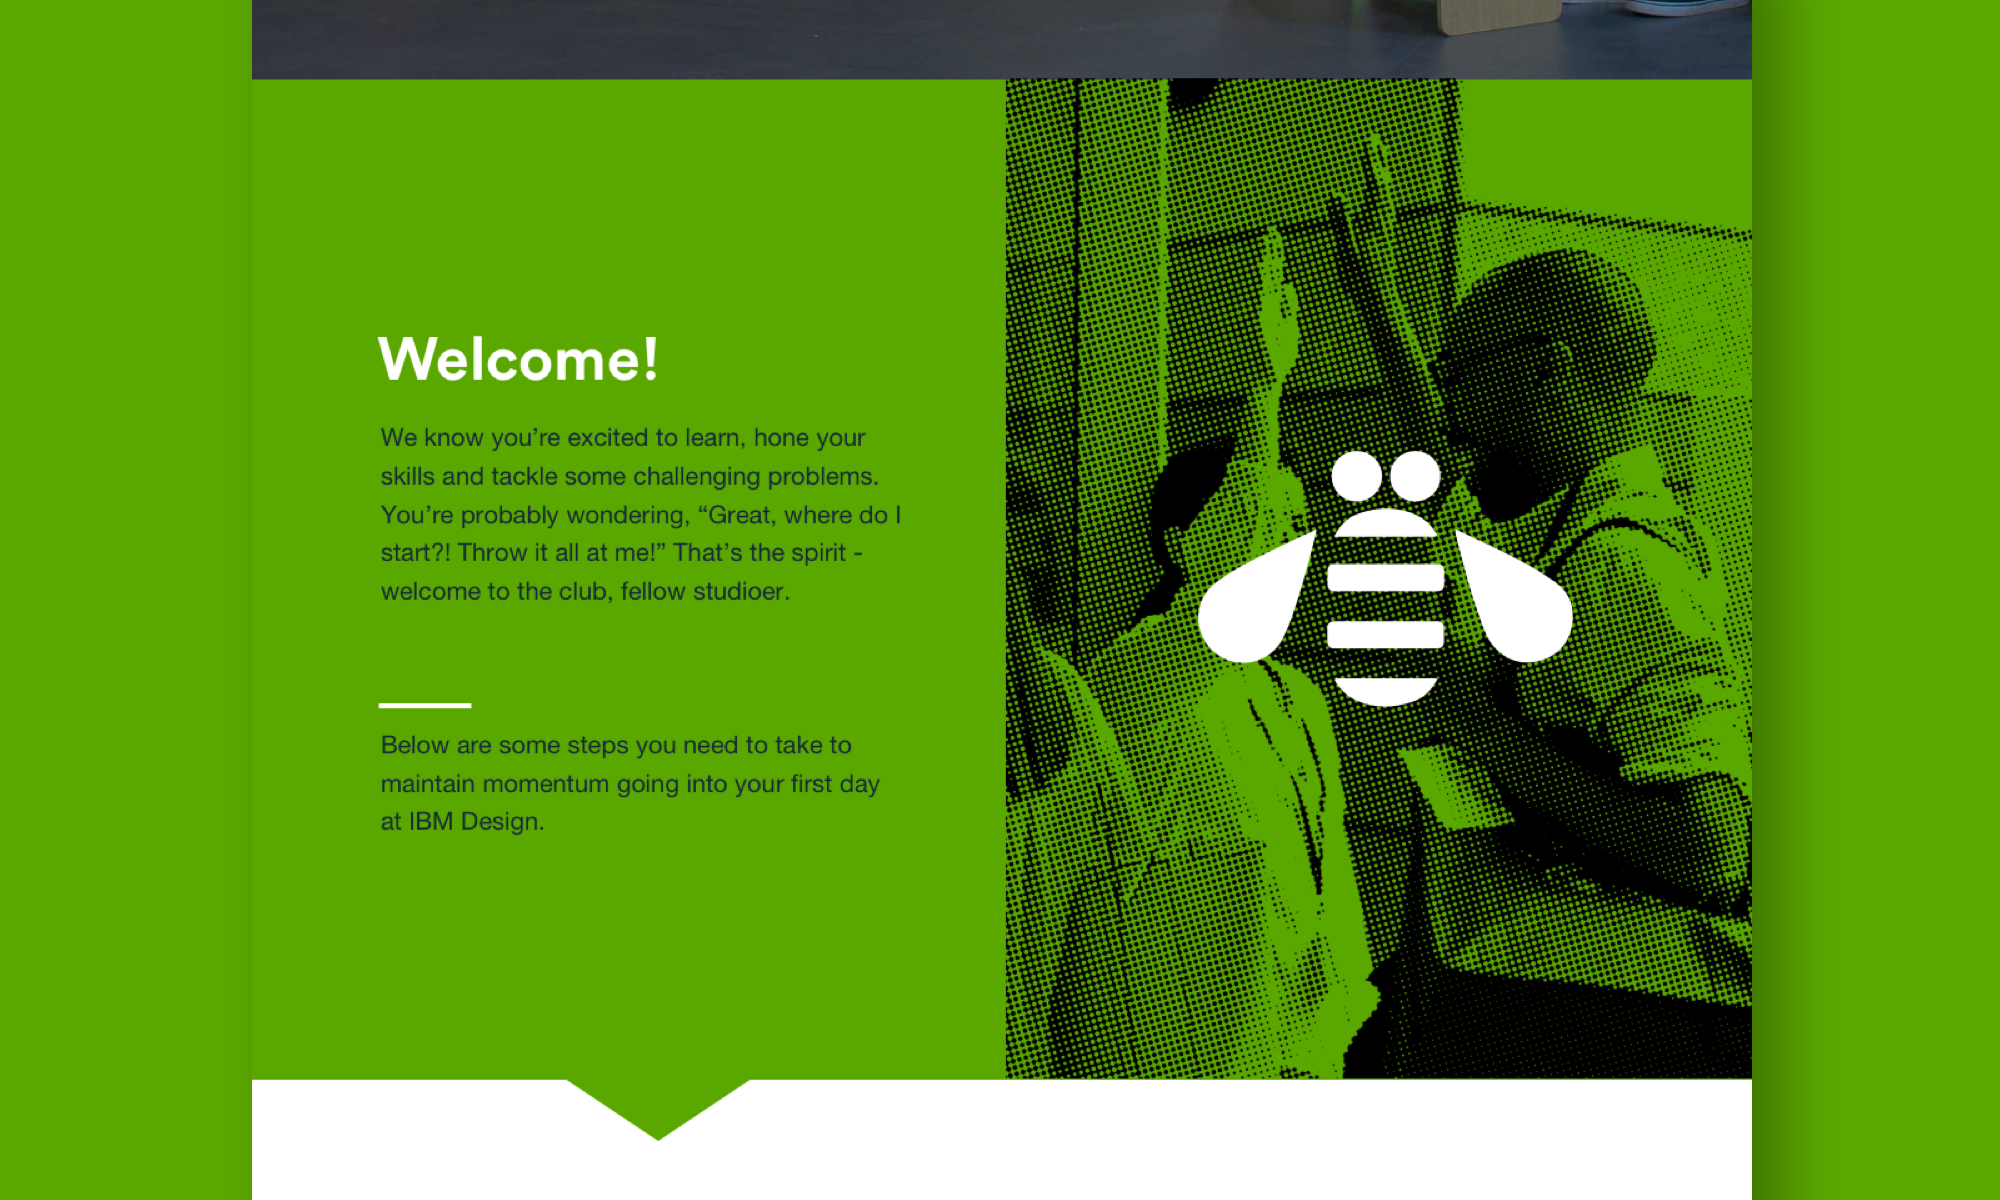 Welcome!
We know you’re excited to learn, hone your
skills and tackle some challenging problems.
You’re probably wondering, “Great, where do I
start?! Throw it all at me!” That’s the spirit -
welcome to the club, fellow studioer.
Below are some steps you need to take to
maintain momentum going into your first day
at IBM Design.